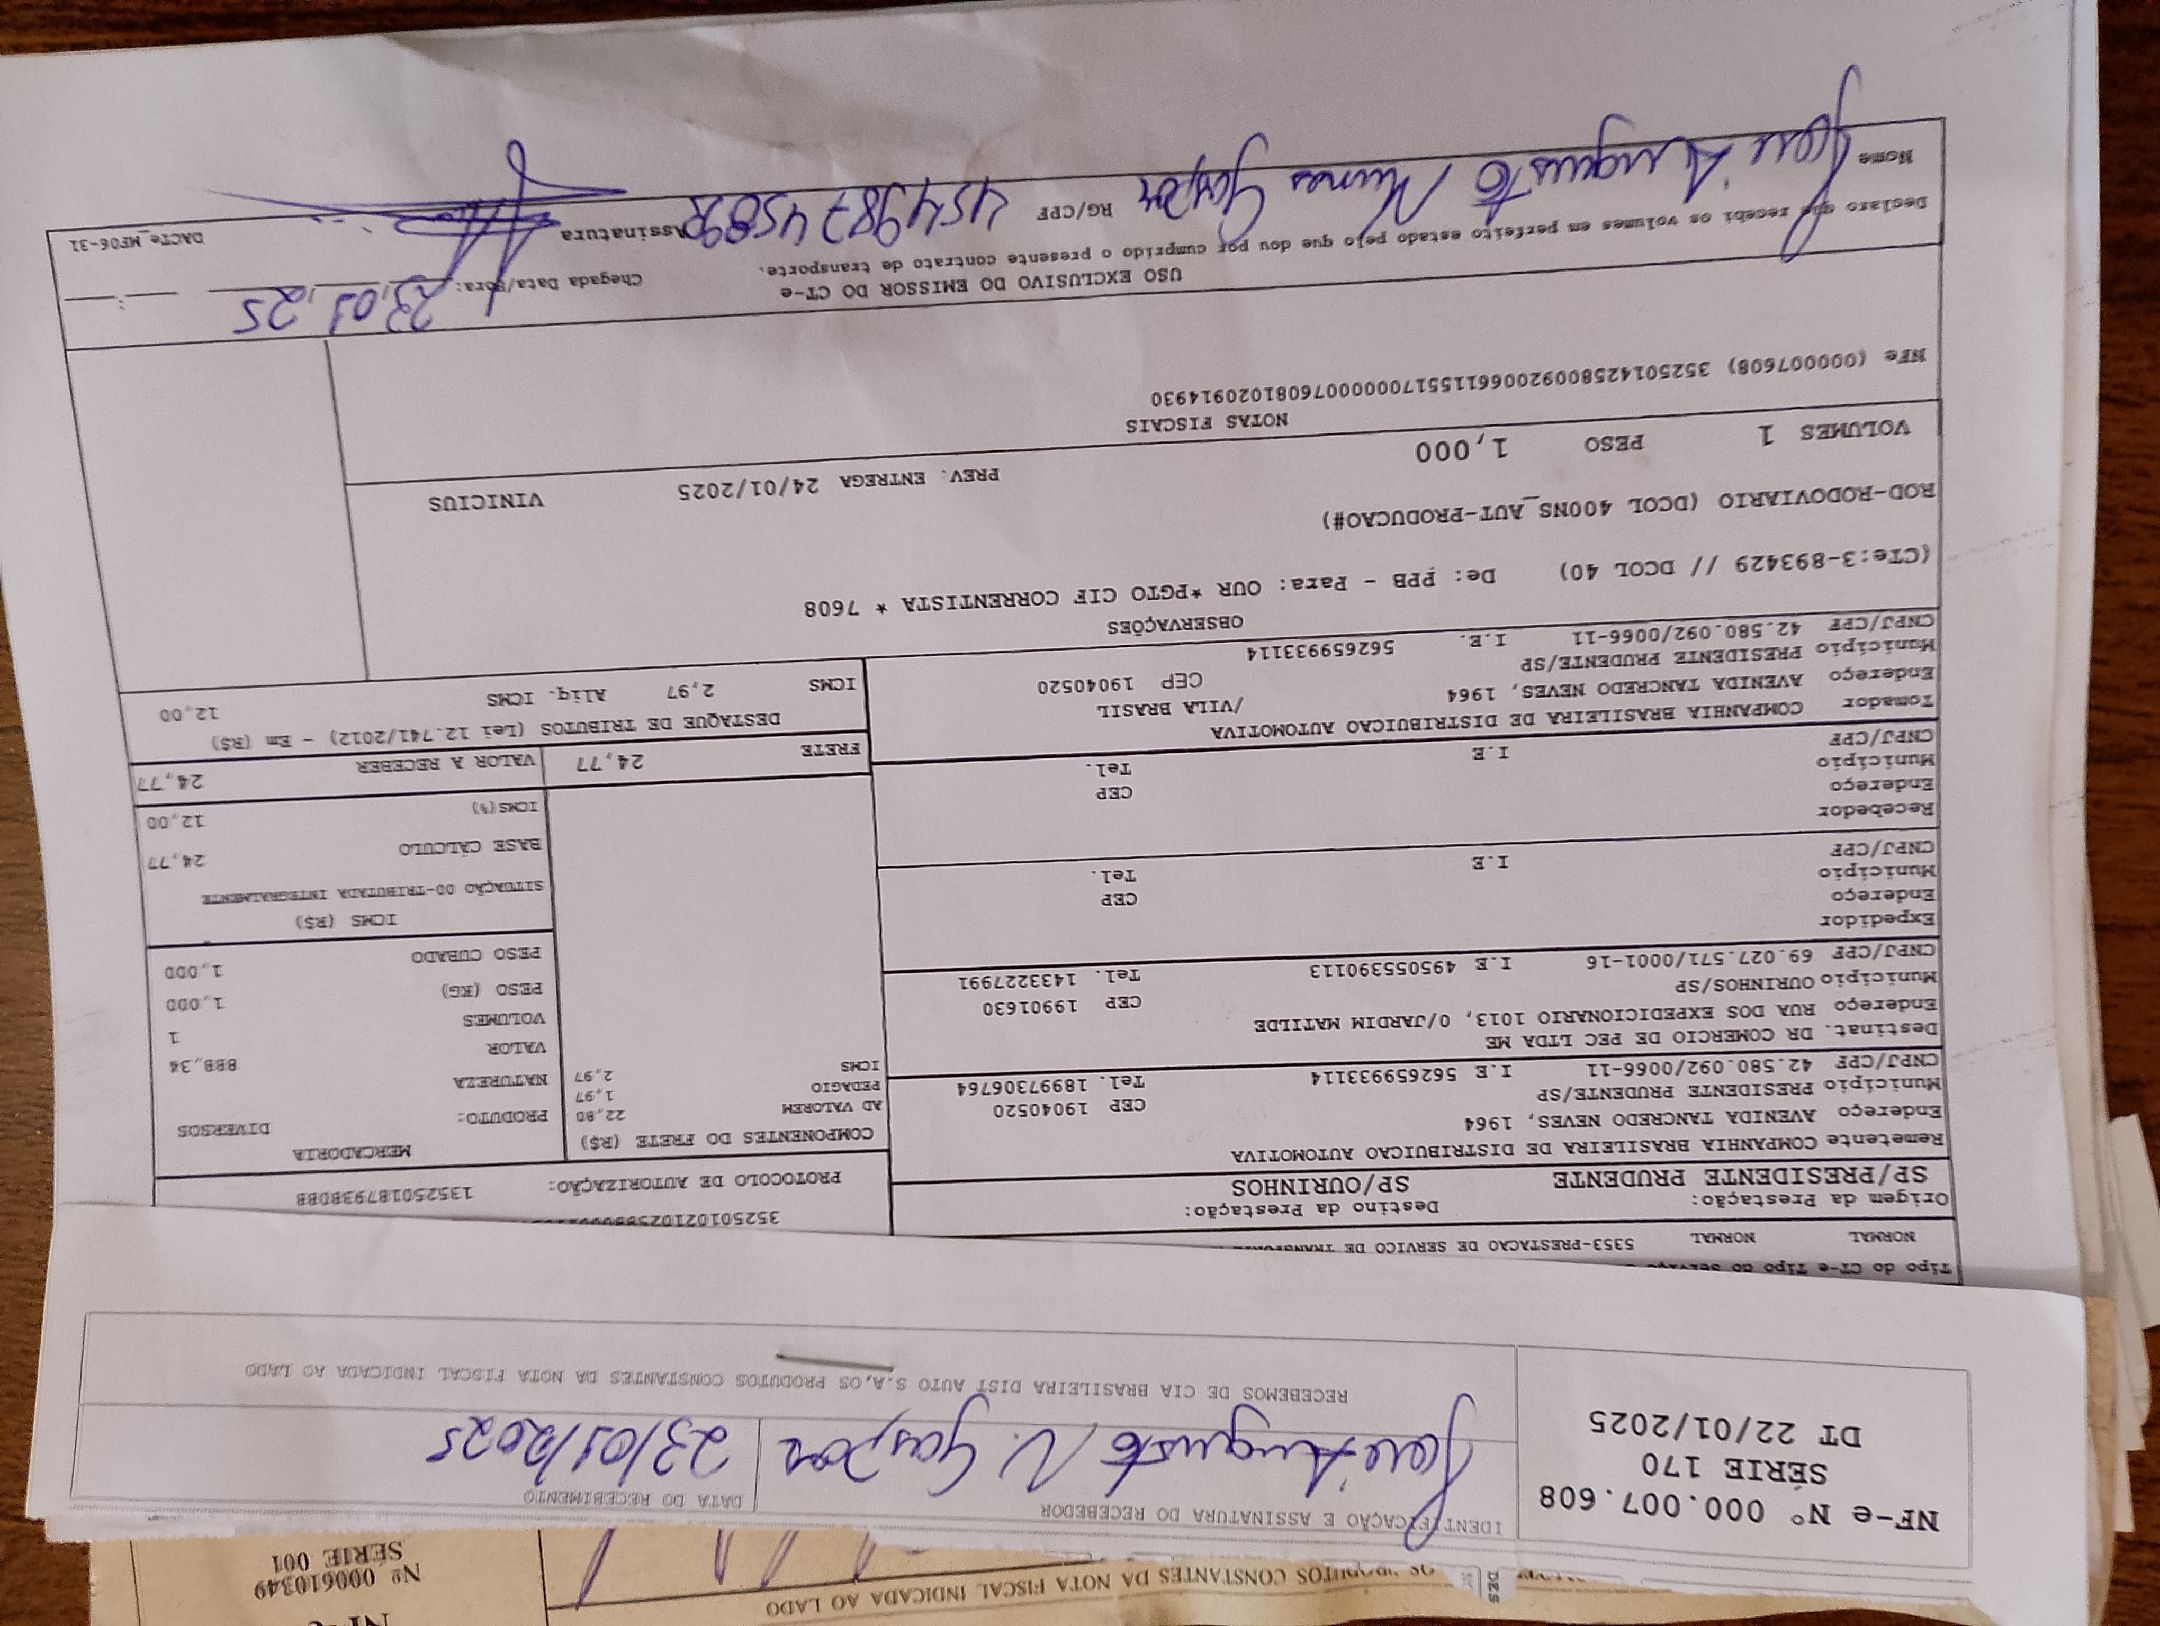 Nº 000610349
SÉRIE 001
PRODUTOS CONSTANTES DA NOTA FISCAL INDICADA AO LADO
NF-e Nº 000.007.608
SÉRIE 170
DT 22/01/2025
IDENTIFICAÇÃO E ASSINATURA DO RECEBEDOR
DATA DO RECEBIMENTO
José Augusto N. Gaspar 23/01/2025
RECEBEMOS DE CIA BRASILEIRA DIST AUTO S.A,OS PRODUTOS CONSTANTES DA NOTA FISCAL INDICADA AO LADO
Tipo do CT-e Tipo do Serviço
NORMAL NORMAL 5353-PRESTACAO DE SERVICO DE
Origem da Prestação:
SP/PRESIDENTE PRUDENTE
Destino da Prestação:
SP/OURINHOS
PROTOCOLO DE AUTORIZAÇÃO: 135250187938088
Remetente COMPANHIA BRASILEIRA DE DISTRIBUICAO AUTOMOTIVA
Endereço AVENIDA TANCREDO NEVES, 1964
Município PRESIDENTE PRUDENTE/SP CEP 19040520
CNPJ/CPF 42.580.092/0066-11 I.E 562659933114 Tel. 18997306764
Destinat. DR COMERCIO DE PEC LTDA ME
Endereço RUA DOS EXPEDICIONARIO 1013, 0/JARDIM MATILDE
Município OURINHOS/SP CEP 19901630
CNPJ/CPF 69.027.571/0001-16 I.E 495055390113 Tel. 1433227991
Expedidor
Endereço
Município CEP
CNPJ/CPF I.E Tel.
Recebedor
Endereço
Município CEP
CNPJ/CPF I.E Tel.
Tomador COMPANHIA BRASILEIRA DE DISTRIBUICAO AUTOMOTIVA
Endereço AVENIDA TANCREDO NEVES, 1964 /VILA BRASIL
Município PRESIDENTE PRUDENTE/SP CEP 19040520
CNPJ/CPF 42.580.092/0066-11 I.E. 562659933114
COMPONENTES DO FRETE (R$)
AD VALOREM 22,80
PEDAGIO 1,97
ICMS 2,97
MERCADORIA
PRODUTO: DIVERSOS
NATUREZA
VALOR 888,34
VOLUMES 1
PESO (KG) 1,000
PESO CUBADO 1,000
ICMS (R$)
SITUAÇÃO 00-TRIBUTADA INTEGRALMENTE
BASE CÁLCULO 24,77
ICMS(%) 12,00
FRETE 24,77 VALOR A RECEBER 24,77
DESTAQUE DE TRIBUTOS (Lei 12.741/2012) - Em (R$)
ICMS 2,97 Aliq. ICMS 12,00
OBSERVAÇÕES
(CTe:3-893429 // DCOL 40) De: PPB - Para: OUR *PGTO CIF CORRENTISTA * 7608
ROD-RODOVIARIO (DCOL 400NS_AUT-PRODUCAO#)
VOLUMES 1 PESO 1,000 PREV. ENTREGA 24/01/2025 VINICIUS
NOTAS FISCAIS
NFe (000007608) 35250142580092006611551700000076081020914930
USO EXCLUSIVO DO EMISSOR DO CT-e
Declaro que recebi os volumes em perfeito estado pelo que dou por cumprido o presente contrato de transporte.
Chegada Data/Hora: 23,01,25
Nome José Augusto Nunes Gaspar RG/CPF Assinatura
DACTe_MF06-31